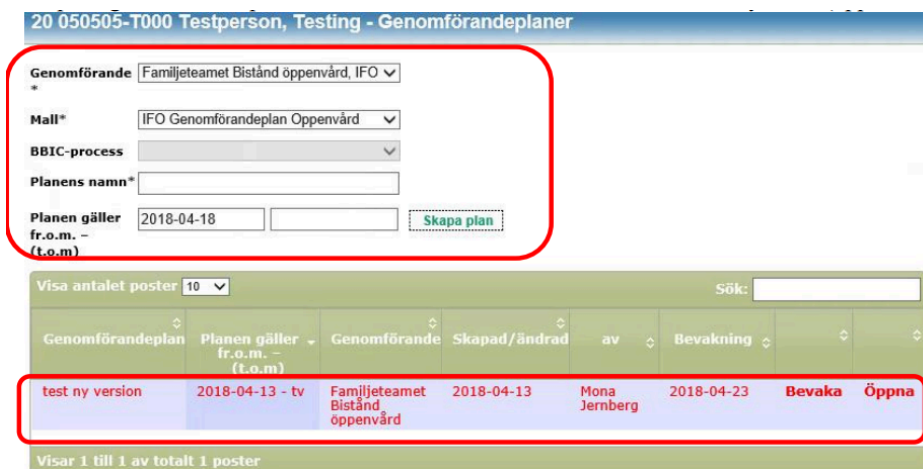 20 050505-T000 Testperson, Testing - Genomförandeplaner
Genomförande Familjeteamet Bistånd öppenvård, IFO
*
Mall* IFO Genomförandeplan Oppenvård
BBIC-process
Planens namn*
Planen gäller 2018-04-18 Skapa plan
fr.o.m. –
(t.o.m)
Visa antalet poster 10 Sök:
Genomförandeplan Planen gäller Genomförande Skapad/ändrad av Bevakning
fr.o.m. –
(t.o.m)
test ny version 2018-04-13 - tv Familjeteamet 2018-04-13 Mona 2018-04-23 Bevaka Öppna
Bistånd Jernberg
öppenvård
Visar 1 till 1 av totalt 1 poster